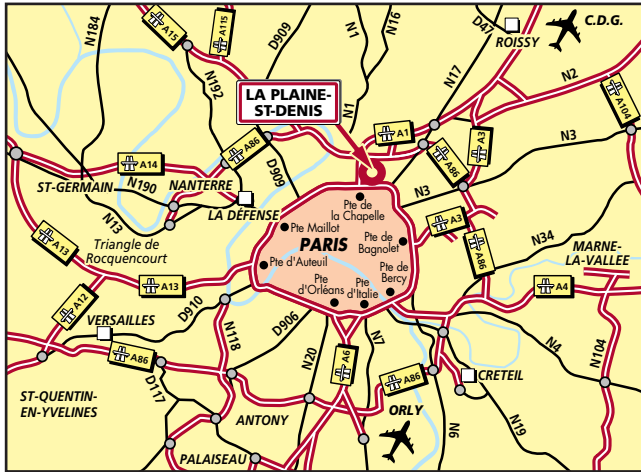 N184
A15
A115
D909
N1
N16
D47
ROISSY
C.D.G.
N192
LA PLAINE-
ST-DENIS
N1
N17
N2
A104
A1
A3
A86
A86
N3
A14
ST-GERMAIN
N190
NANTERRE
D909
N3
LA DÉFENSE
Pte de
la Chapelle
N13
Pte Maillot
A3
Triangle de
Rocquencourt
PARIS
Pte de
Bagnolet
N34
MARNE-
LA-VALLEE
A13
Pte d'Auteuil
A86
Pte de
Bercy
A13
Pte
d'Orléans
Pte
d'Italie
A4
A12
D910
VERSAILLES
N118
D906
N20
A6
N7
N4
N104
A86
D117
A86
CRETEIL
ST-QUENTIN-
EN-YVELINES
ANTONY
ORLY
N6
N19
PALAISEAU